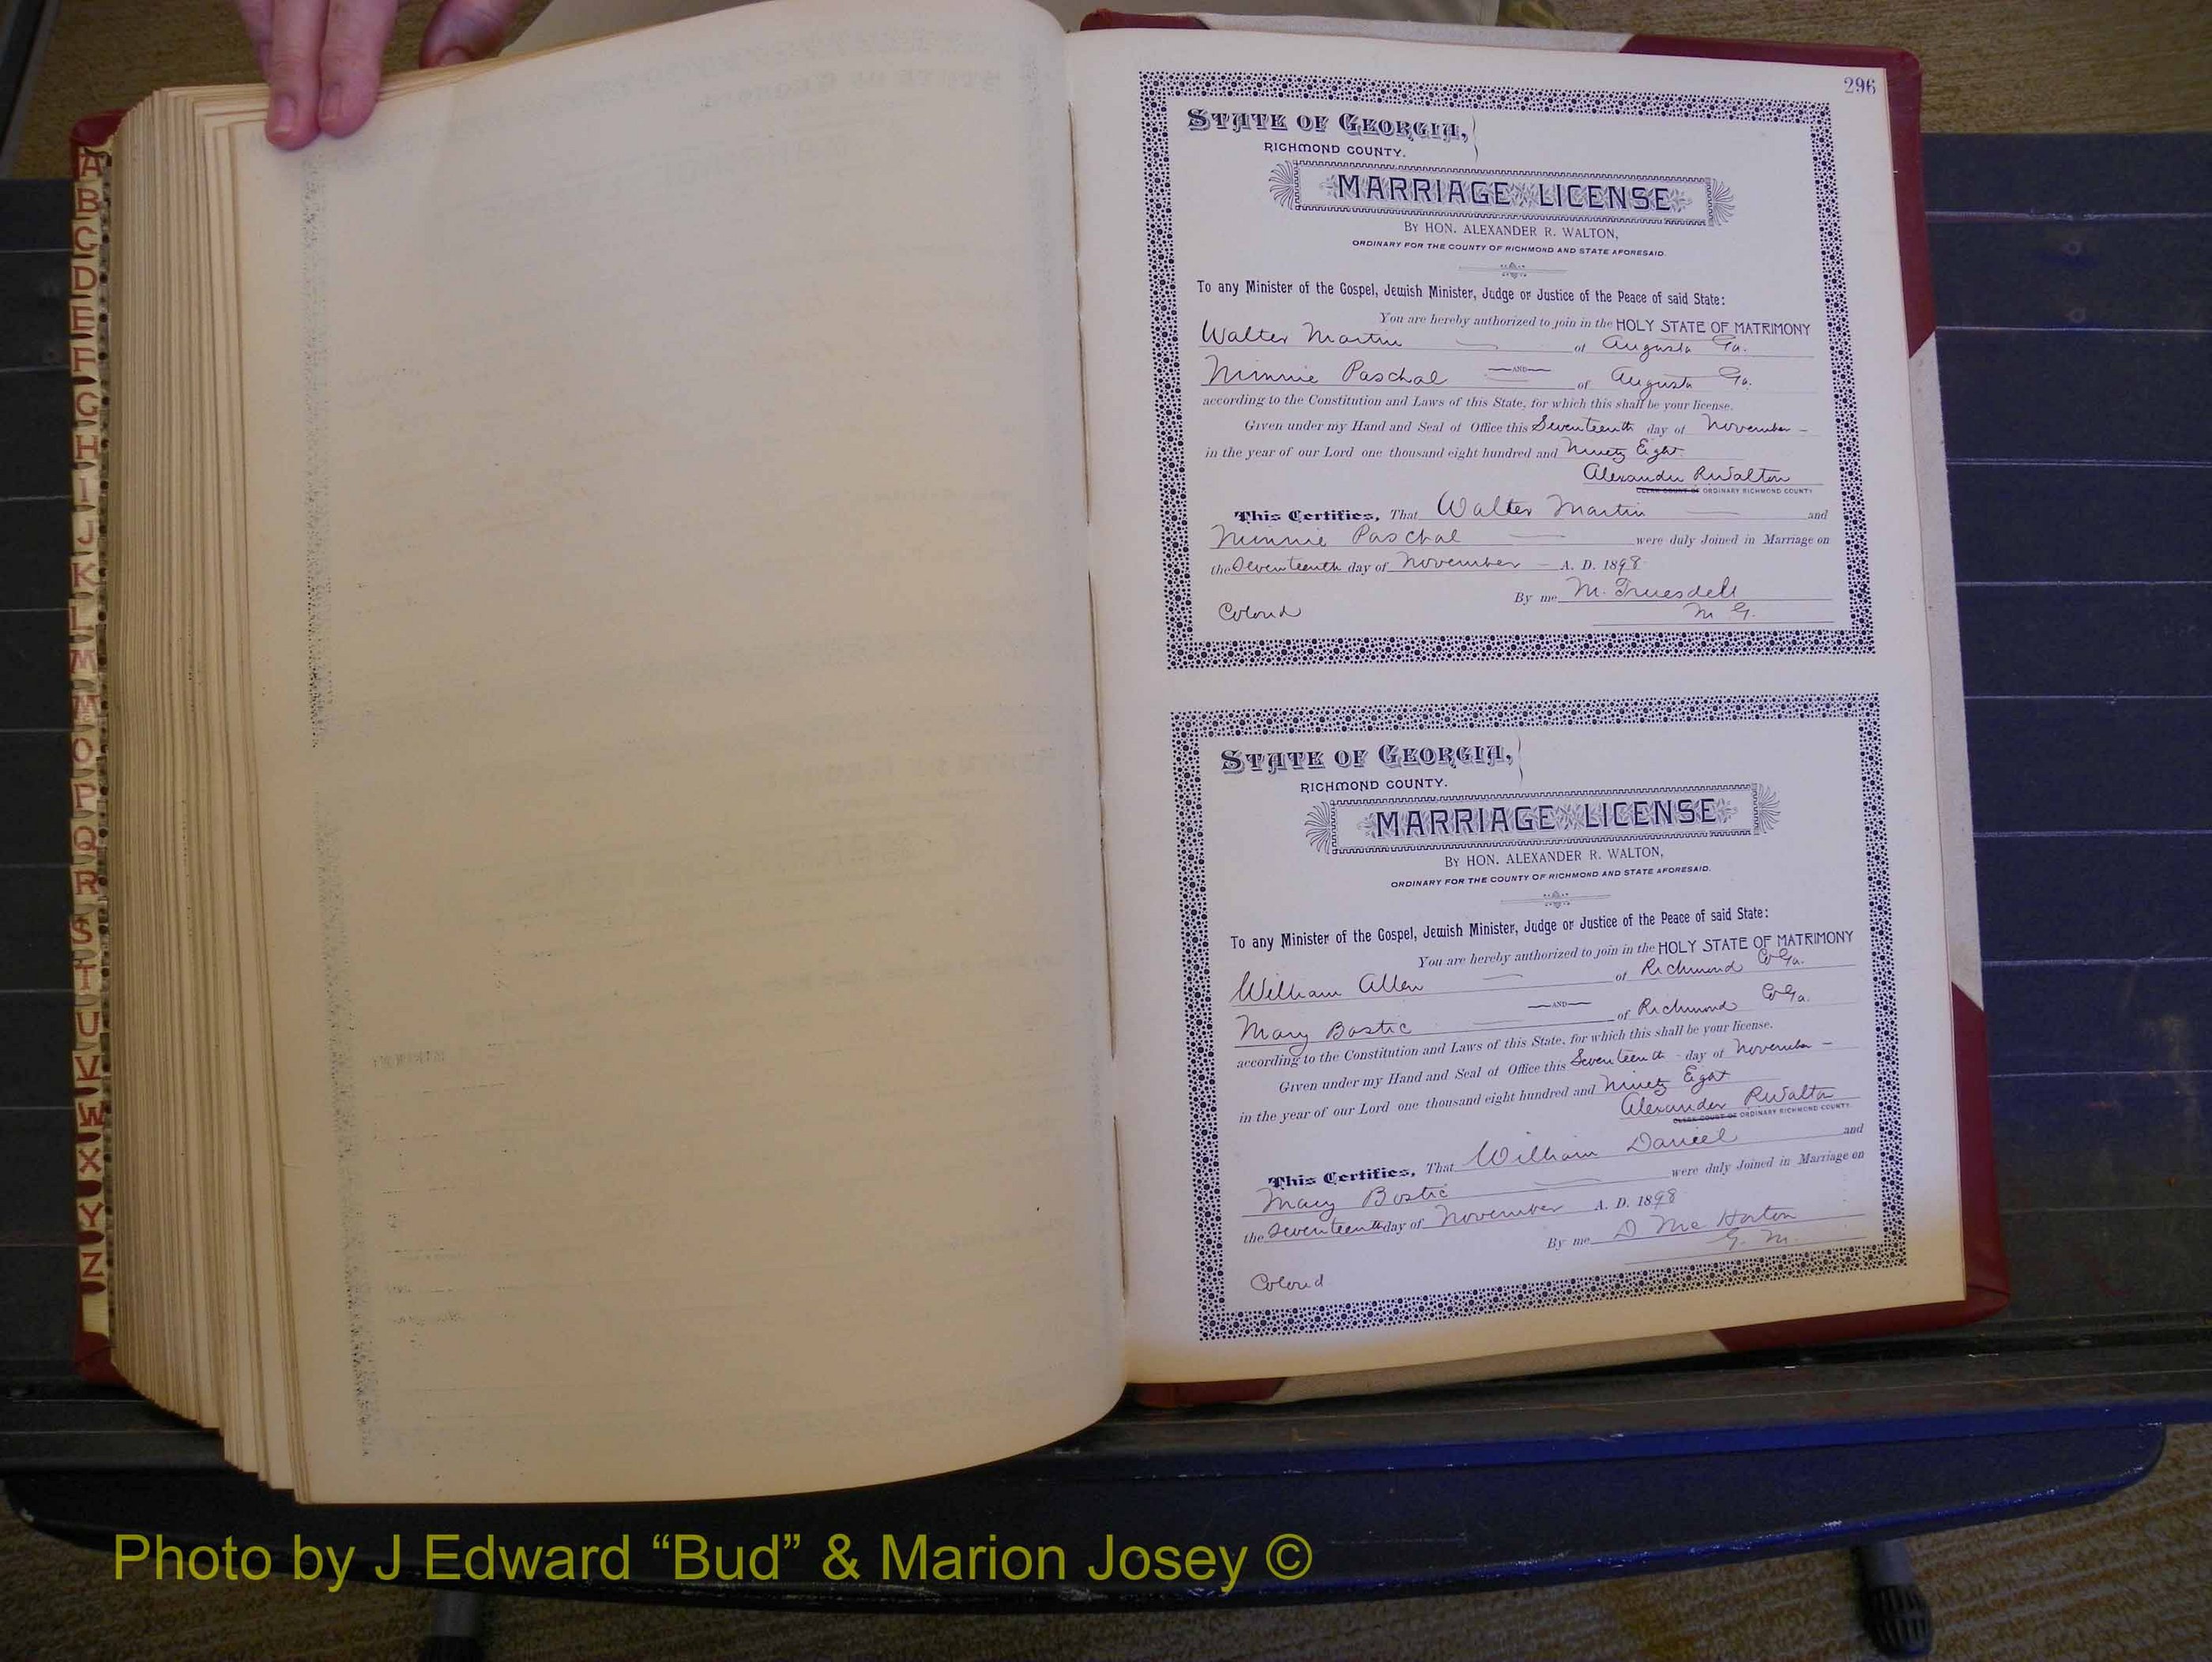 296
STATE OF GEORGIA,
RICHMOND COUNTY.
MARRIAGE LICENSE
BY HON. ALEXANDER R. WALTON,
ORDINARY FOR THE COUNTY OF RICHMOND AND STATE AFORESAID.
To any Minister of the Gospel, Jewish Minister, Judge or Justice of the Peace of said State:
You are hereby authorized to join in the HOLY STATE OF MATRIMONY
Walter Martin of Augusta Ga.
AND
Minnie Paschal of Augusta Ga.
according to the Constitution and Laws of this State, for which this shall be your license.
Given under my Hand and Seal of Office this Seventeenth day of November
in the year of our Lord one thousand eight hundred and Ninety Eight
Alexander R Walton
CLERK COURT OF ORDINARY RICHMOND COUNTY
This Certifies, That Walter Martin and
Minnie Paschal were duly Joined in Marriage on
the Seventeenth day of November A. D. 1898
By me M. Truesdell
M G.
Colord
STATE OF GEORGIA,
RICHMOND COUNTY.
MARRIAGE LICENSE
BY HON. ALEXANDER R. WALTON,
ORDINARY FOR THE COUNTY OF RICHMOND AND STATE AFORESAID.
To any Minister of the Gospel, Jewish Minister, Judge or Justice of the Peace of said State:
You are hereby authorized to join in the HOLY STATE OF MATRIMONY
William Allen of Richmond Co Ga.
AND
Mary Bostic of Richmond Co Ga.
according to the Constitution and Laws of this State, for which this shall be your license.
Given under my Hand and Seal of Office this Seventeenth day of November
in the year of our Lord one thousand eight hundred and Ninety Eight
Alexander R Walton
CLERK COURT OF ORDINARY RICHMOND COUNTY.
This Certifies, That William Daniel and
Mary Bostic were duly Joined in Marriage on
the Seventeenth day of November A. D. 1898
By me D Mc Horton
G. M.
Colord
A
B
C
D
E
F
G
H
I
J
K
L
M
M
O
P
Q
R
S
T
U
V
W
X
Y
Z
Photo by J Edward “Bud” & Marion Josey ©